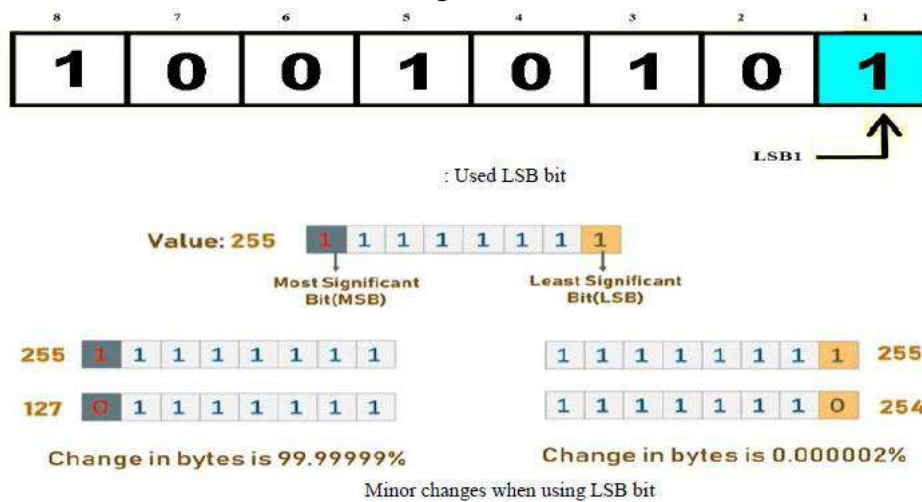 8 7 6 5 4 3 2 1
1 0 0 1 0 1 0 1
LSB1
: Used LSB bit
Value: 255 1 1 1 1 1 1 1 1
Most Significant Bit(MSB)
Least Significant Bit(LSB)
255 1 1 1 1 1 1 1 1
1 1 1 1 1 1 1 1 255
127 0 1 1 1 1 1 1 1
1 1 1 1 1 1 1 0 254
Change in bytes is 99.99999%
Change in bytes is 0.000002%
Minor changes when using LSB bit